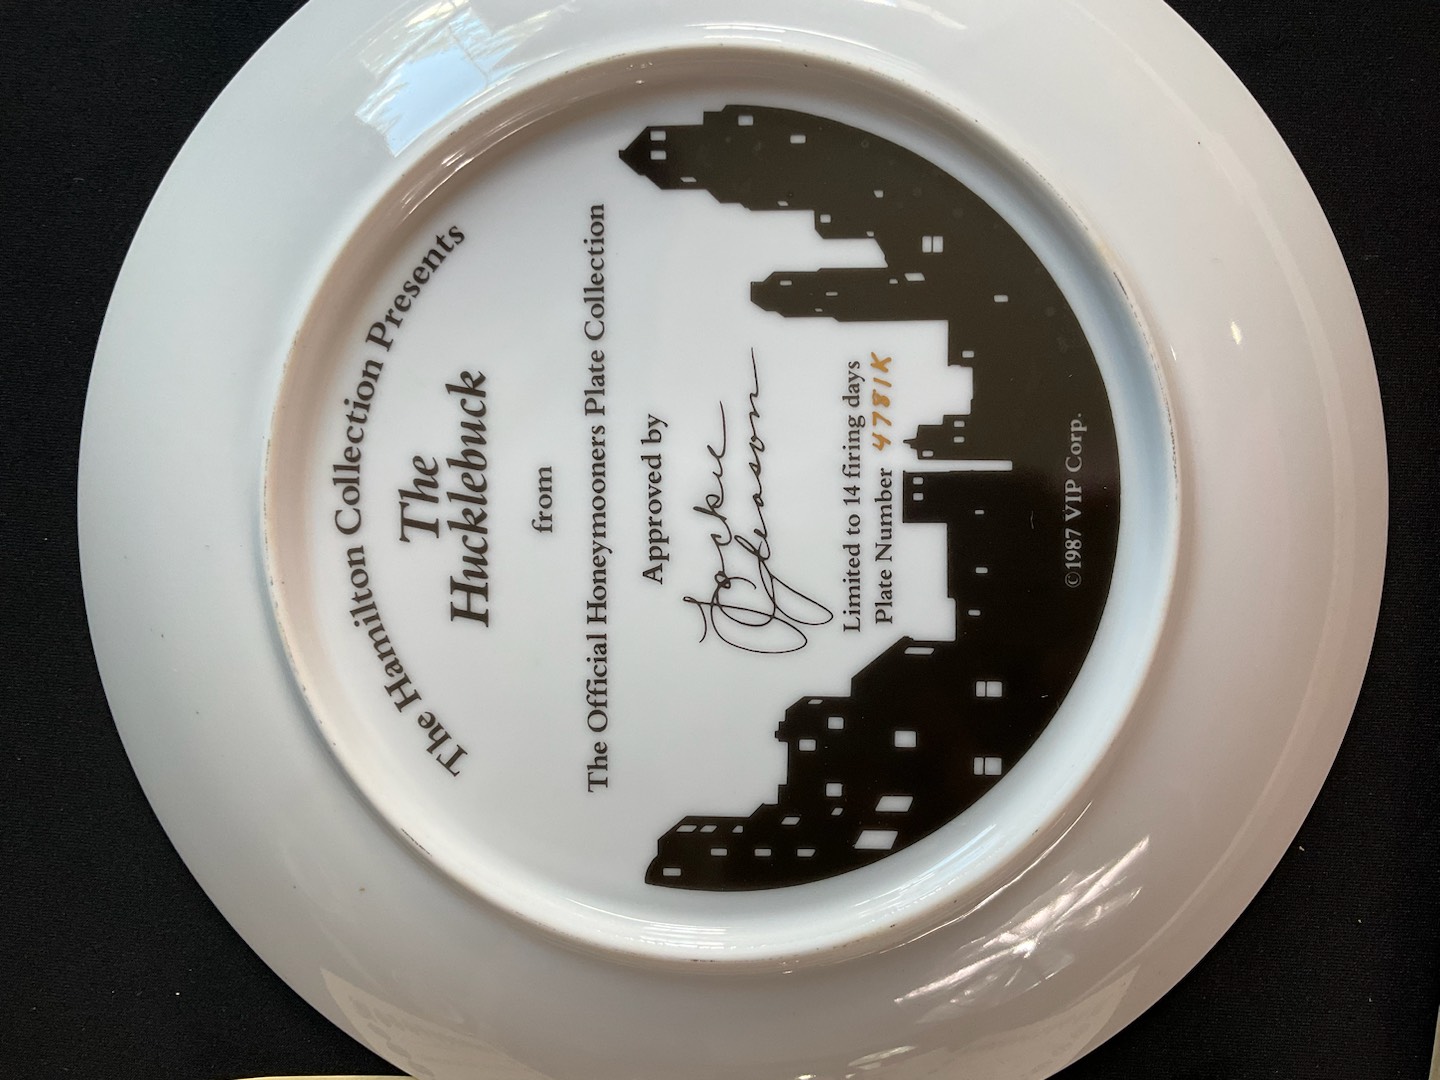 The Hamilton Collection Presents
The
Hucklebuck
from
The Official Honeymooners Plate Collection
Approved by
Jackie
Gleason
Limited to 14 firing days
Plate Number 4781K
©1987 VIP Corp.